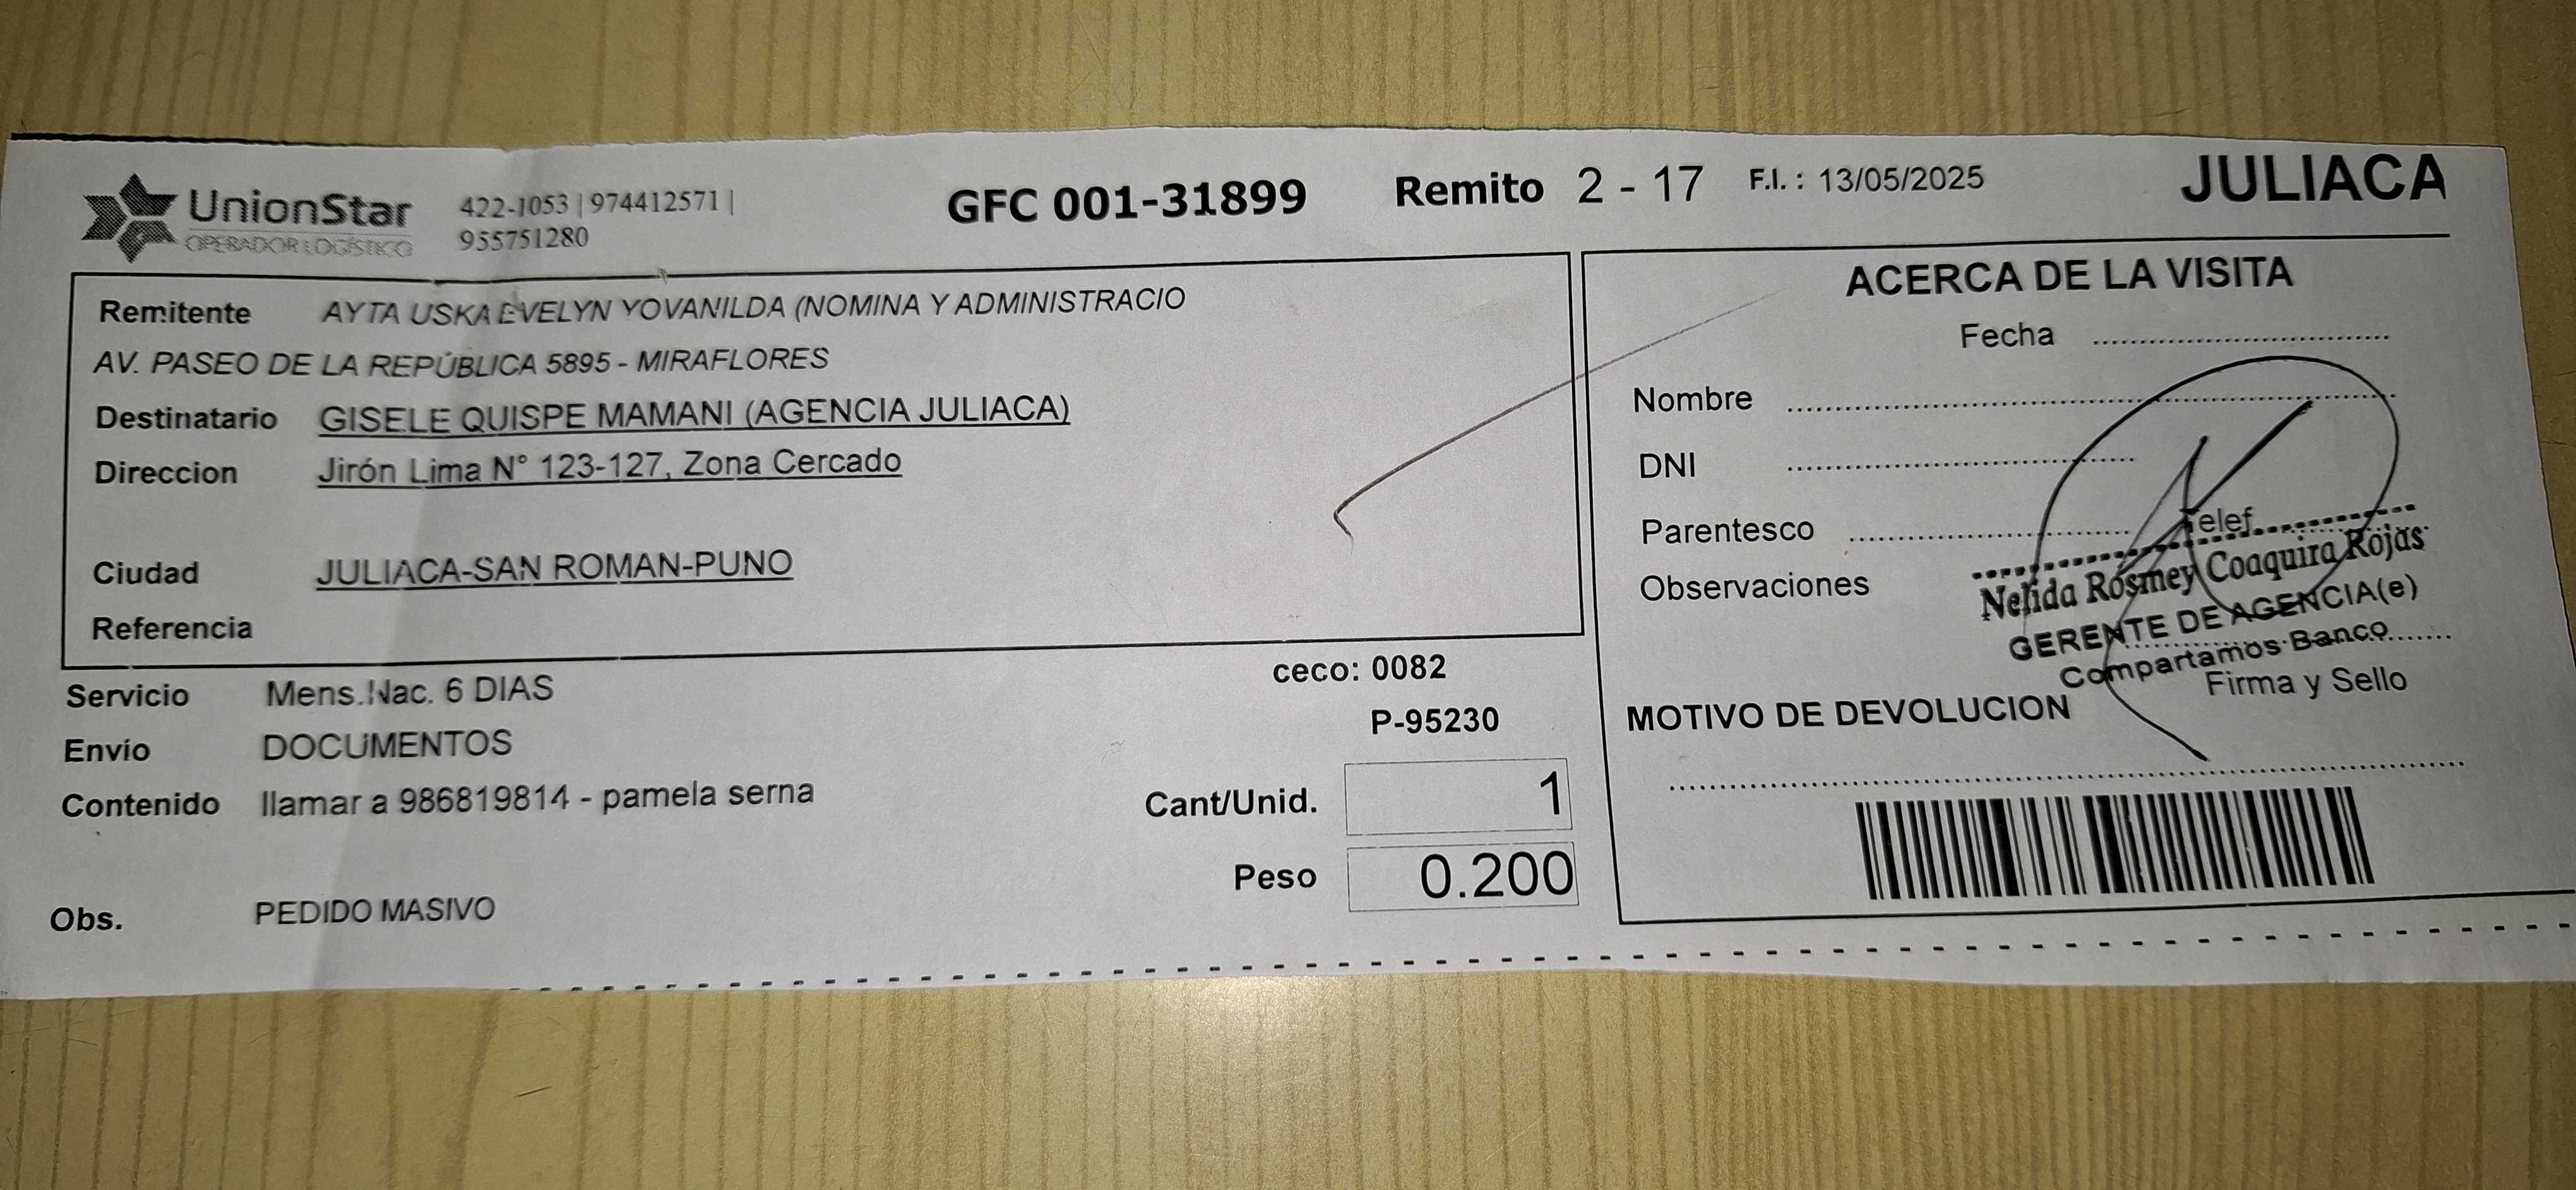 UnionStar
OPERADOR LOGÍSTICO
422-1053 | 974412571 |
955751280
GFC 001-31899 Remito 2 - 17 F.I. : 13/05/2025 JULIACA
Remitente AYTA USKA EVELYN YOVANILDA (NOMINA Y ADMINISTRACIO
AV. PASEO DE LA REPÚBLICA 5895 - MIRAFLORES
Destinatario GISELE QUISPE MAMANI (AGENCIA JULIACA)
Direccion Jirón Lima N° 123-127, Zona Cercado
Ciudad JULIACA-SAN ROMAN-PUNO
Referencia
Servicio Mens.Nac. 6 DIAS
Envío DOCUMENTOS
Contenido llamar a 986819814 - pamela serna
Obs. PEDIDO MASIVO
ceco: 0082
P-95230
Cant/Unid. 1
Peso 0.200
ACERCA DE LA VISITA
Fecha
Nombre
DNI
Parentesco Telef.
Observaciones
Nelida Rosmey Coaquira Rojas
GERENTE DE AGENCIA(e)
Compartamos Banco
Firma y Sello
MOTIVO DE DEVOLUCION